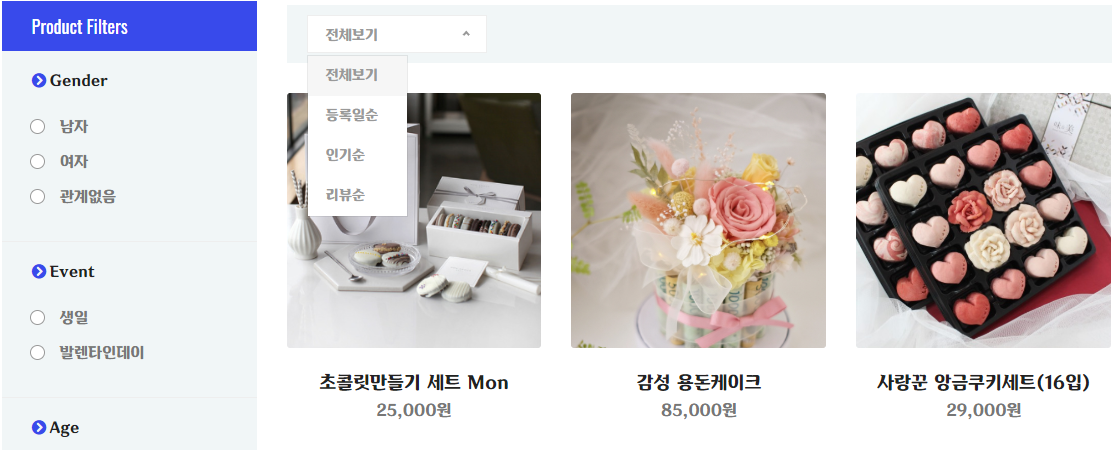 Product Filters
Gender
남자
여자
관계없음
Event
생일
발렌타인데이
Age
전체보기
전체보기
등록일순
인기순
리뷰순
초콜릿만들기 세트 Mon
25,000원
감성 용돈케이크
85,000원
사랑꾼 앙금쿠키세트(16입)
29,000원